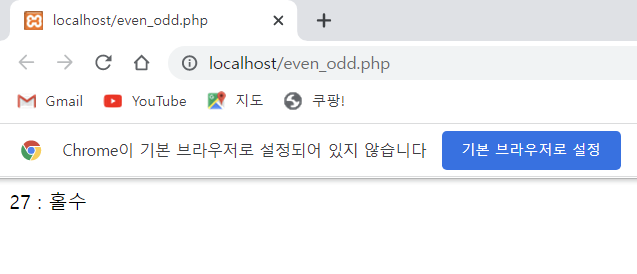 localhost/even_odd.php
localhost/even_odd.php
Gmail YouTube 지도 쿠팡!
Chrome이 기본 브라우저로 설정되어 있지 않습니다 기본 브라우저로 설정
27 : 홀수